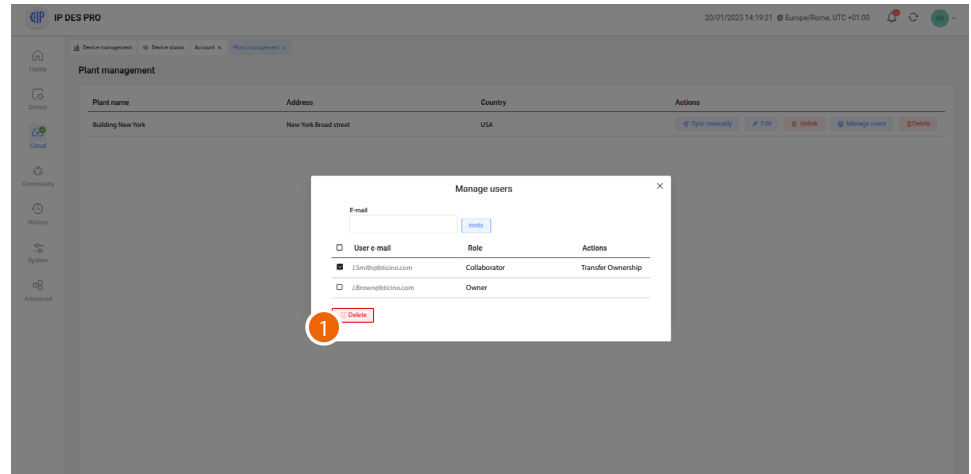 IP DES PRO
20/01/2025 14:19:21 @ Europe/Rome, UTC +01:00
AB
Device management Device status Account × Plant management ×
Home
Plant management
Device
Plant name Address Country Actions
Building New York New York Broad street USA Sync manually Edit Unlink Manage users Delete
Cloud
Community
History
System
Advanced
Manage users ×
E-mail
Invite
User e-mail Role Actions
J.Smith@bticino.com Collaborator Transfer Ownership
J.Brown@bticino.com Owner
Delete
1